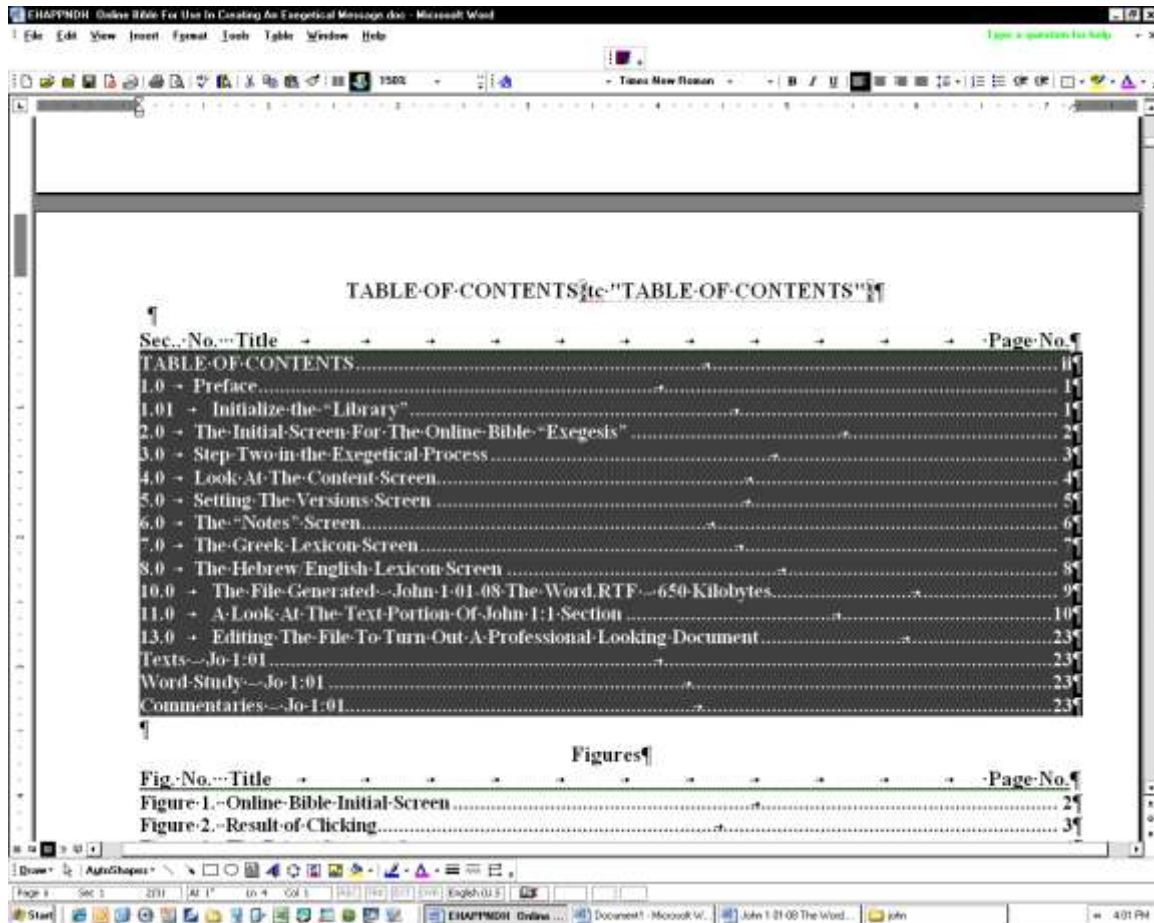 EHAPPNDH Online Bible For Use In Creating An Exegetical Message.doc - Microsoft Word
File Edit View Insert Format Tools Table Window Help Type a question for help
150% Times New Roman B I U
TABLE·OF·CONTENTS{tc·"TABLE·OF·CONTENTS"}¶
¶
Sec.,·No.···Title → → → → → → → → → → → ·Page·No.¶
TABLE·OF·CONTENTS → ii¶
1.0 → Preface → 1¶
1.01 → Initialize·the·“Library” → 1¶
2.0 → The·Initial·Screen·For·The·Online·Bible·“Exegesis” → 2¶
3.0 → Step·Two·in·the·Exegetical·Process → 3¶
4.0 → Look·At·The·Content·Screen → 4¶
5.0 → Setting·The·Versions·Screen → 5¶
6.0 → The·“Notes”·Screen → 6¶
7.0 → The·Greek·Lexicon·Screen → 7¶
8.0 → The·Hebrew/English·Lexicon·Screen → 8¶
10.0 → The·File·Generated·–·John·1·01·08·The·Word.RTF·–·650·Kilobytes → 9¶
11.0 → A·Look·At·The·Text·Portion·Of·John·1:1·Section → 10¶
13.0 → Editing·The·File·To·Turn·Out·A·Professional·Looking·Document → 23¶
Texts·–·Jo·1:01 → 23¶
Word·Study·–·Jo·1:01 → 23¶
Commentaries·–·Jo·1:01 → 23¶
¶
Figures¶
Fig.·No.···Title → → → → → → → → → → → ·Page·No.¶
Figure·1.··Online·Bible·Initial·Screen → 2¶
Figure·2.··Result·of·Clicking → 3¶
Draw AutoShapes
Page ii Sec 1 2/31 At 1" Ln 4 Col 1 English (U.S
Start EHAPPNDH Online ... Document1 - Microsoft W... John 1 01-08 The Word... john 4:01 PM